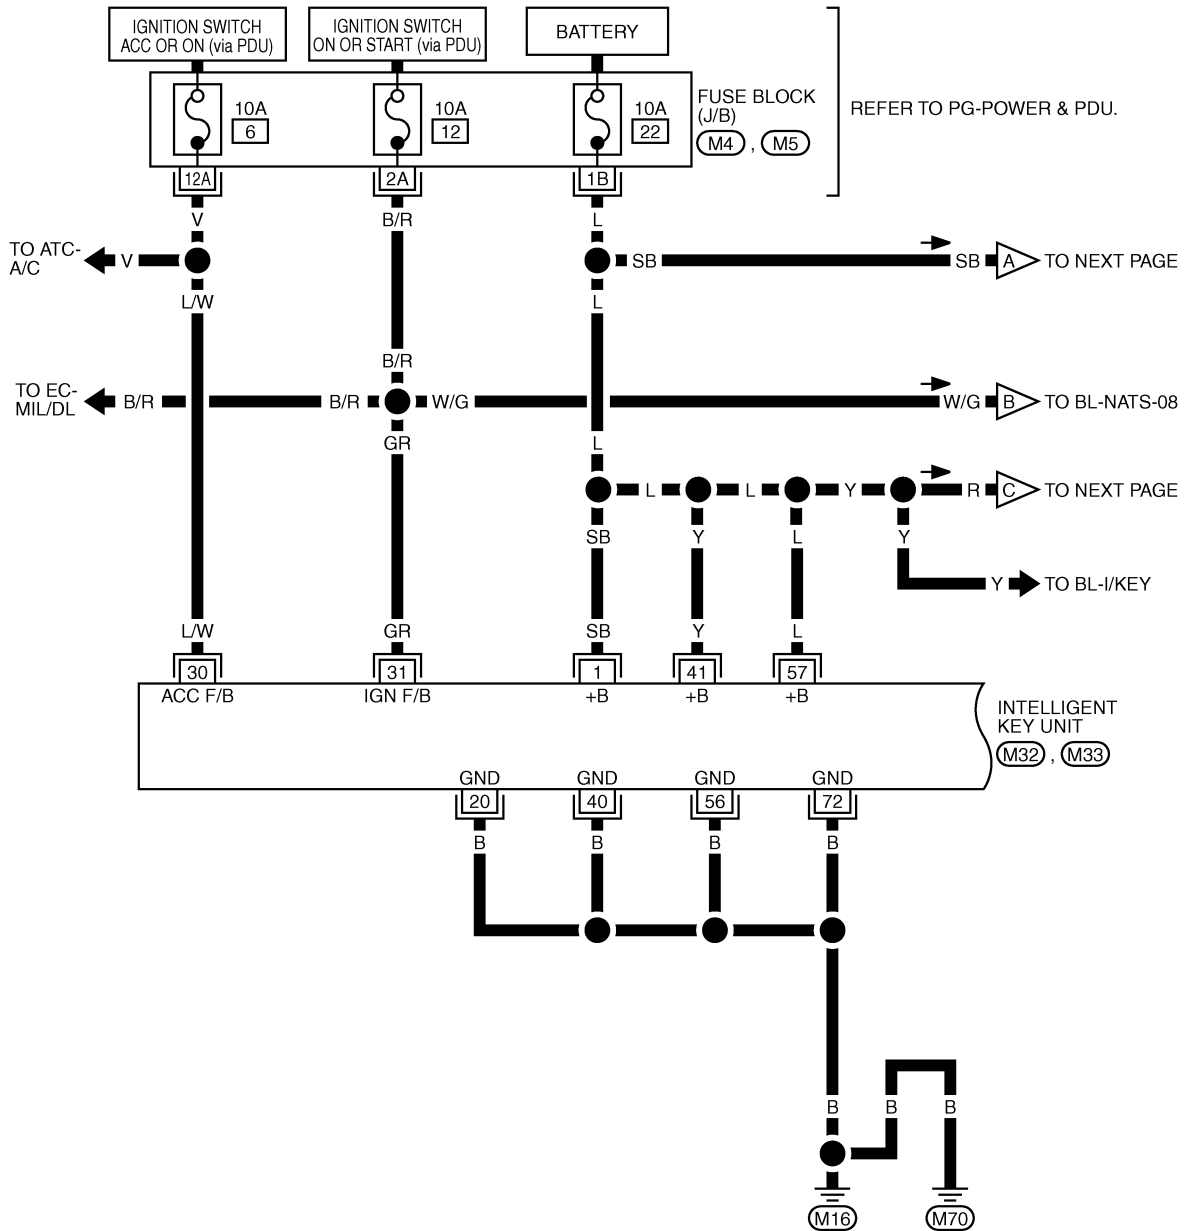 IGNITION SWITCH
ACC OR ON (via PDU)
IGNITION SWITCH
ON OR START (via PDU)
BATTERY
10A
6
10A
12
10A
22
FUSE BLOCK
(J/B)
M4 , M5
REFER TO PG-POWER & PDU.
12A
2A
1B
V
B/R
L
TO ATC-
A/C
V
SB
SB
A
TO NEXT PAGE
L/W
L
B/R
TO EC-
MIL/DL
B/R
B/R
W/G
W/G
B
TO BL-NATS-08
GR
L
L
L
Y
R
C
TO NEXT PAGE
SB
Y
L
Y
Y
TO BL-I/KEY
L/W
GR
SB
Y
L
30
31
1
41
57
ACC F/B
IGN F/B
+B
+B
+B
INTELLIGENT
KEY UNIT
M32 , M33
GND
GND
GND
GND
20
40
56
72
B
B
B
B
B
B
B
M16
M70